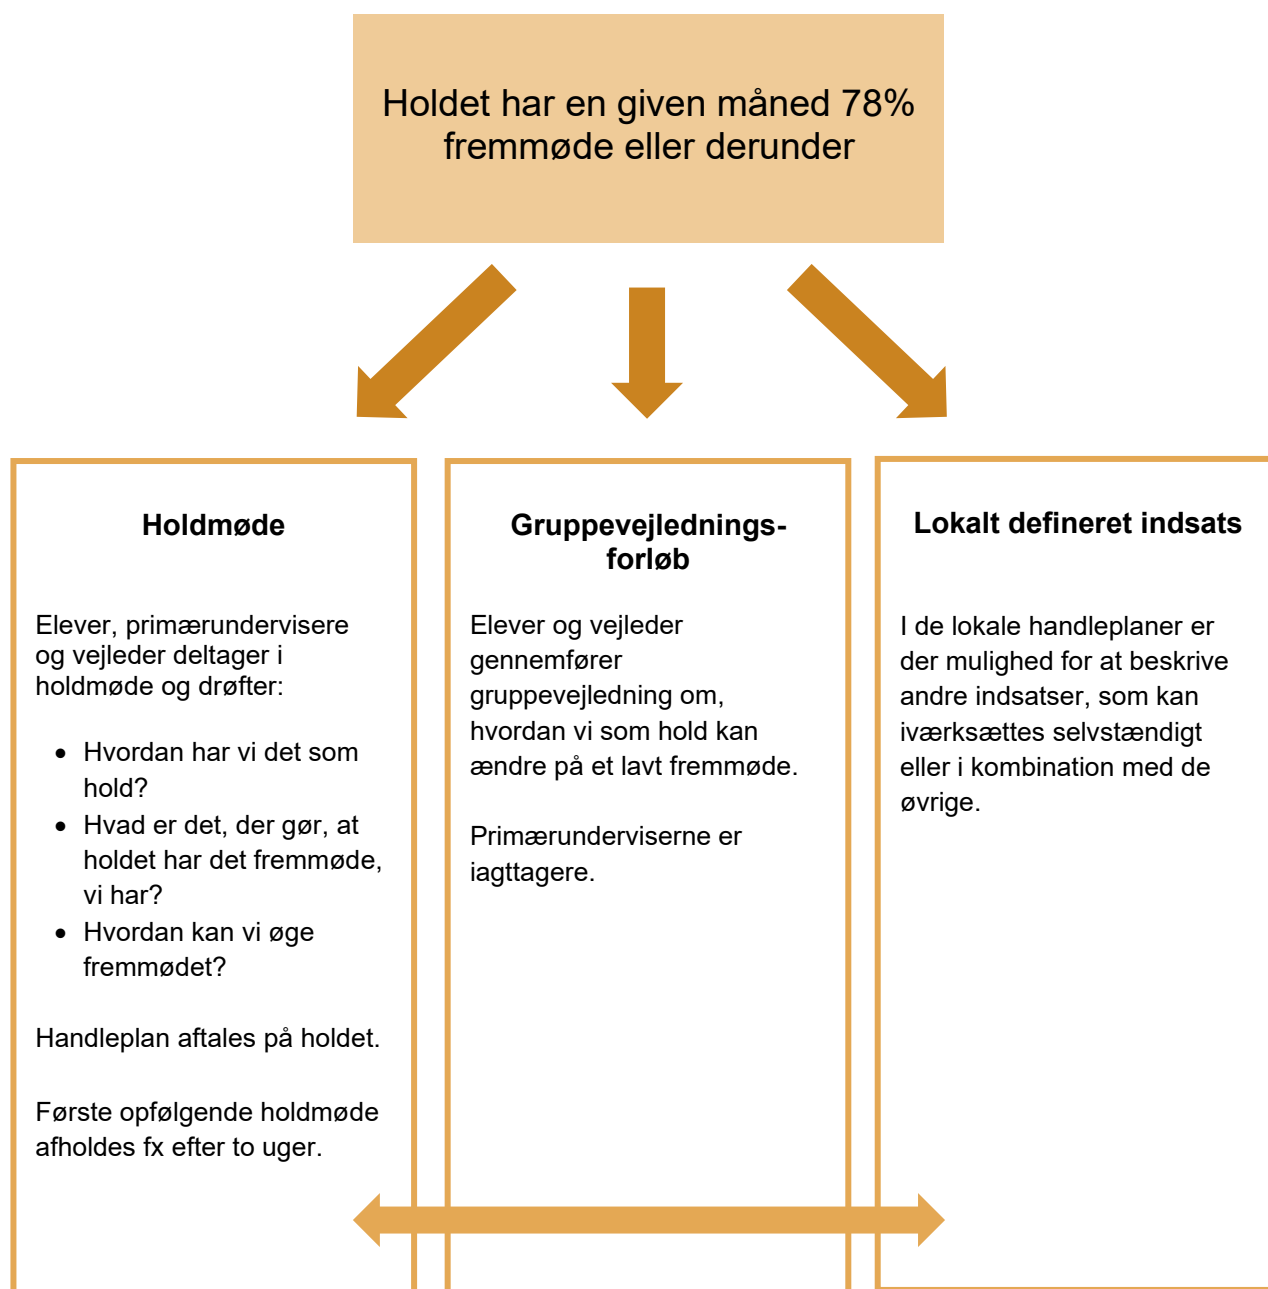 Holdet har en given måned 78%
fremmøde eller derunder
Holdmøde
Elever, primærundervisere
og vejleder deltager i
holdmøde og drøfter:
• Hvordan har vi det som
hold?
• Hvad er det, der gør, at
holdet har det fremmøde,
vi har?
• Hvordan kan vi øge
fremmødet?
Handleplan aftales på holdet.
Første opfølgende holdmøde
afholdes fx efter to uger.
Gruppevejlednings-
forløb
Elever og vejleder
gennemfører
gruppevejledning om,
hvordan vi som hold kan
ændre på et lavt fremmøde.
Primærunderviserne er
iagttagere.
Lokalt defineret indsats
I de lokale handleplaner er
der mulighed for at beskrive
andre indsatser, som kan
iværksættes selvstændigt
eller i kombination med de
øvrige.